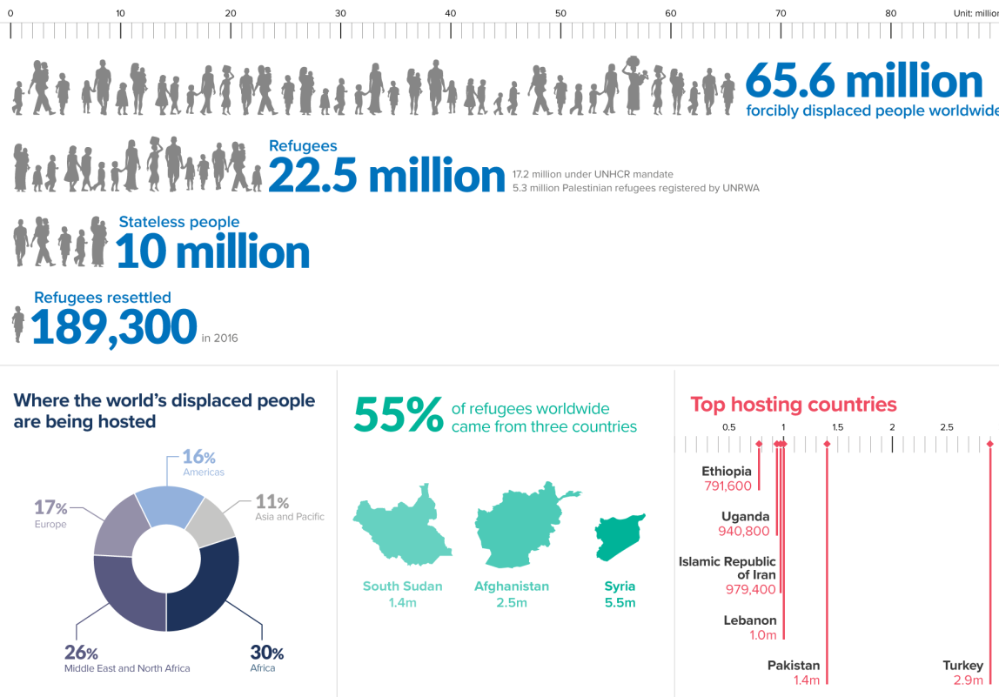 0 10 20 30 40 50 60 70 80 Unit: million
65.6 million
forcibly displaced people worldwide
Refugees
22.5 million
17.2 million under UNHCR mandate
5.3 million Palestinian refugees registered by UNRWA
Stateless people
10 million
Refugees resettled
189,300 in 2016
Where the world’s displaced people
are being hosted
16%
Americas
11%
Asia and Pacific
17%
Europe
26%
Middle East and North Africa
30%
Africa
55%
of refugees worldwide
came from three countries
South Sudan
1.4m
Afghanistan
2.5m
Syria
5.5m
Top hosting countries
0.5 1 1.5 2 2.5
Ethiopia
791,600
Uganda
940,800
Islamic Republic
of Iran
979,400
Lebanon
1.0m
Pakistan
1.4m
Turkey
2.9m